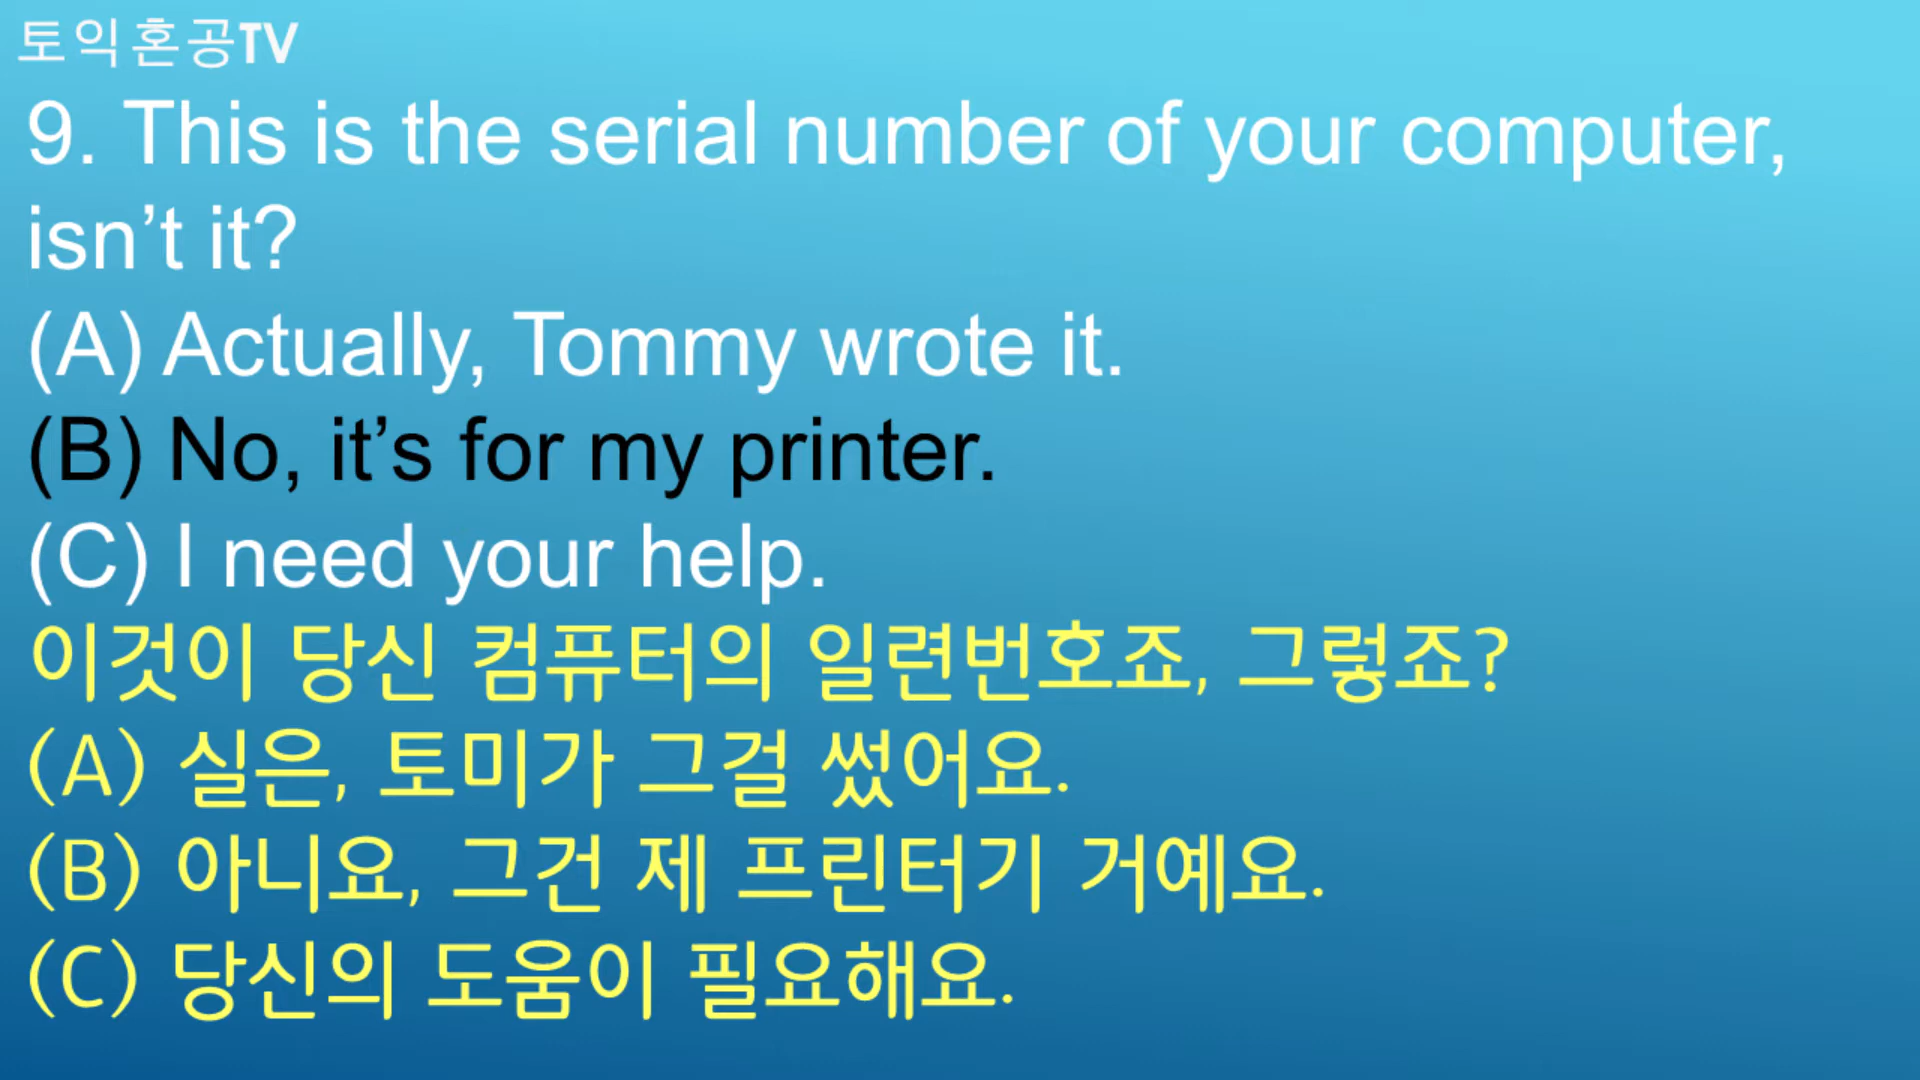 토익혼공TV
9. This is the serial number of your computer,
isn’t it?
(A) Actually, Tommy wrote it.
(B) No, it’s for my printer.
(C) I need your help.
이것이 당신 컴퓨터의 일련번호죠, 그렇죠?
(A) 실은, 토미가 그걸 썼어요.
(B) 아니요, 그건 제 프린터기 거예요.
(C) 당신의 도움이 필요해요.